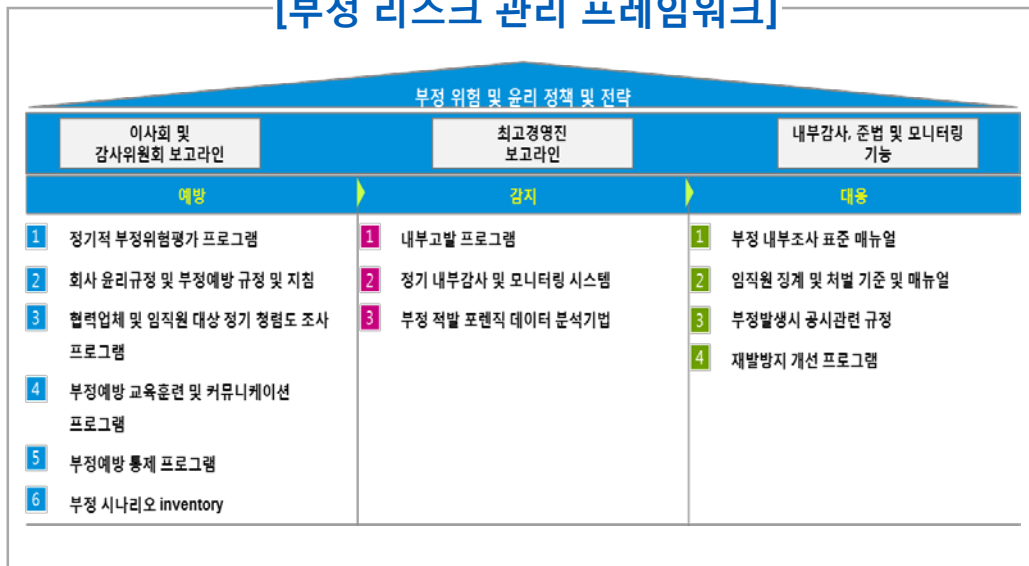 [부정 리스크 관리 프레임워크]
부정 위험 및 윤리 정책 및 전략
이사회 및
감사위원회 보고라인
최고경영진
보고라인
내부감사, 준법 및 모니터링
기능
예방
감지
대응
1 정기적 부정위험평가 프로그램
2 회사 윤리규정 및 부정예방 규정 및 지침
3 협력업체 및 임직원 대상 정기 청렴도 조사
프로그램
4 부정예방 교육훈련 및 커뮤니케이션
프로그램
5 부정예방 통제 프로그램
6 부정 시나리오 inventory
1 내부고발 프로그램
2 정기 내부감사 및 모니터링 시스템
3 부정 적발 포렌직 데이터 분석기법
1 부정 내부조사 표준 매뉴얼
2 임직원 징계 및 처벌 기준 및 매뉴얼
3 부정발생시 공시관련 규정
4 재발방지 개선 프로그램